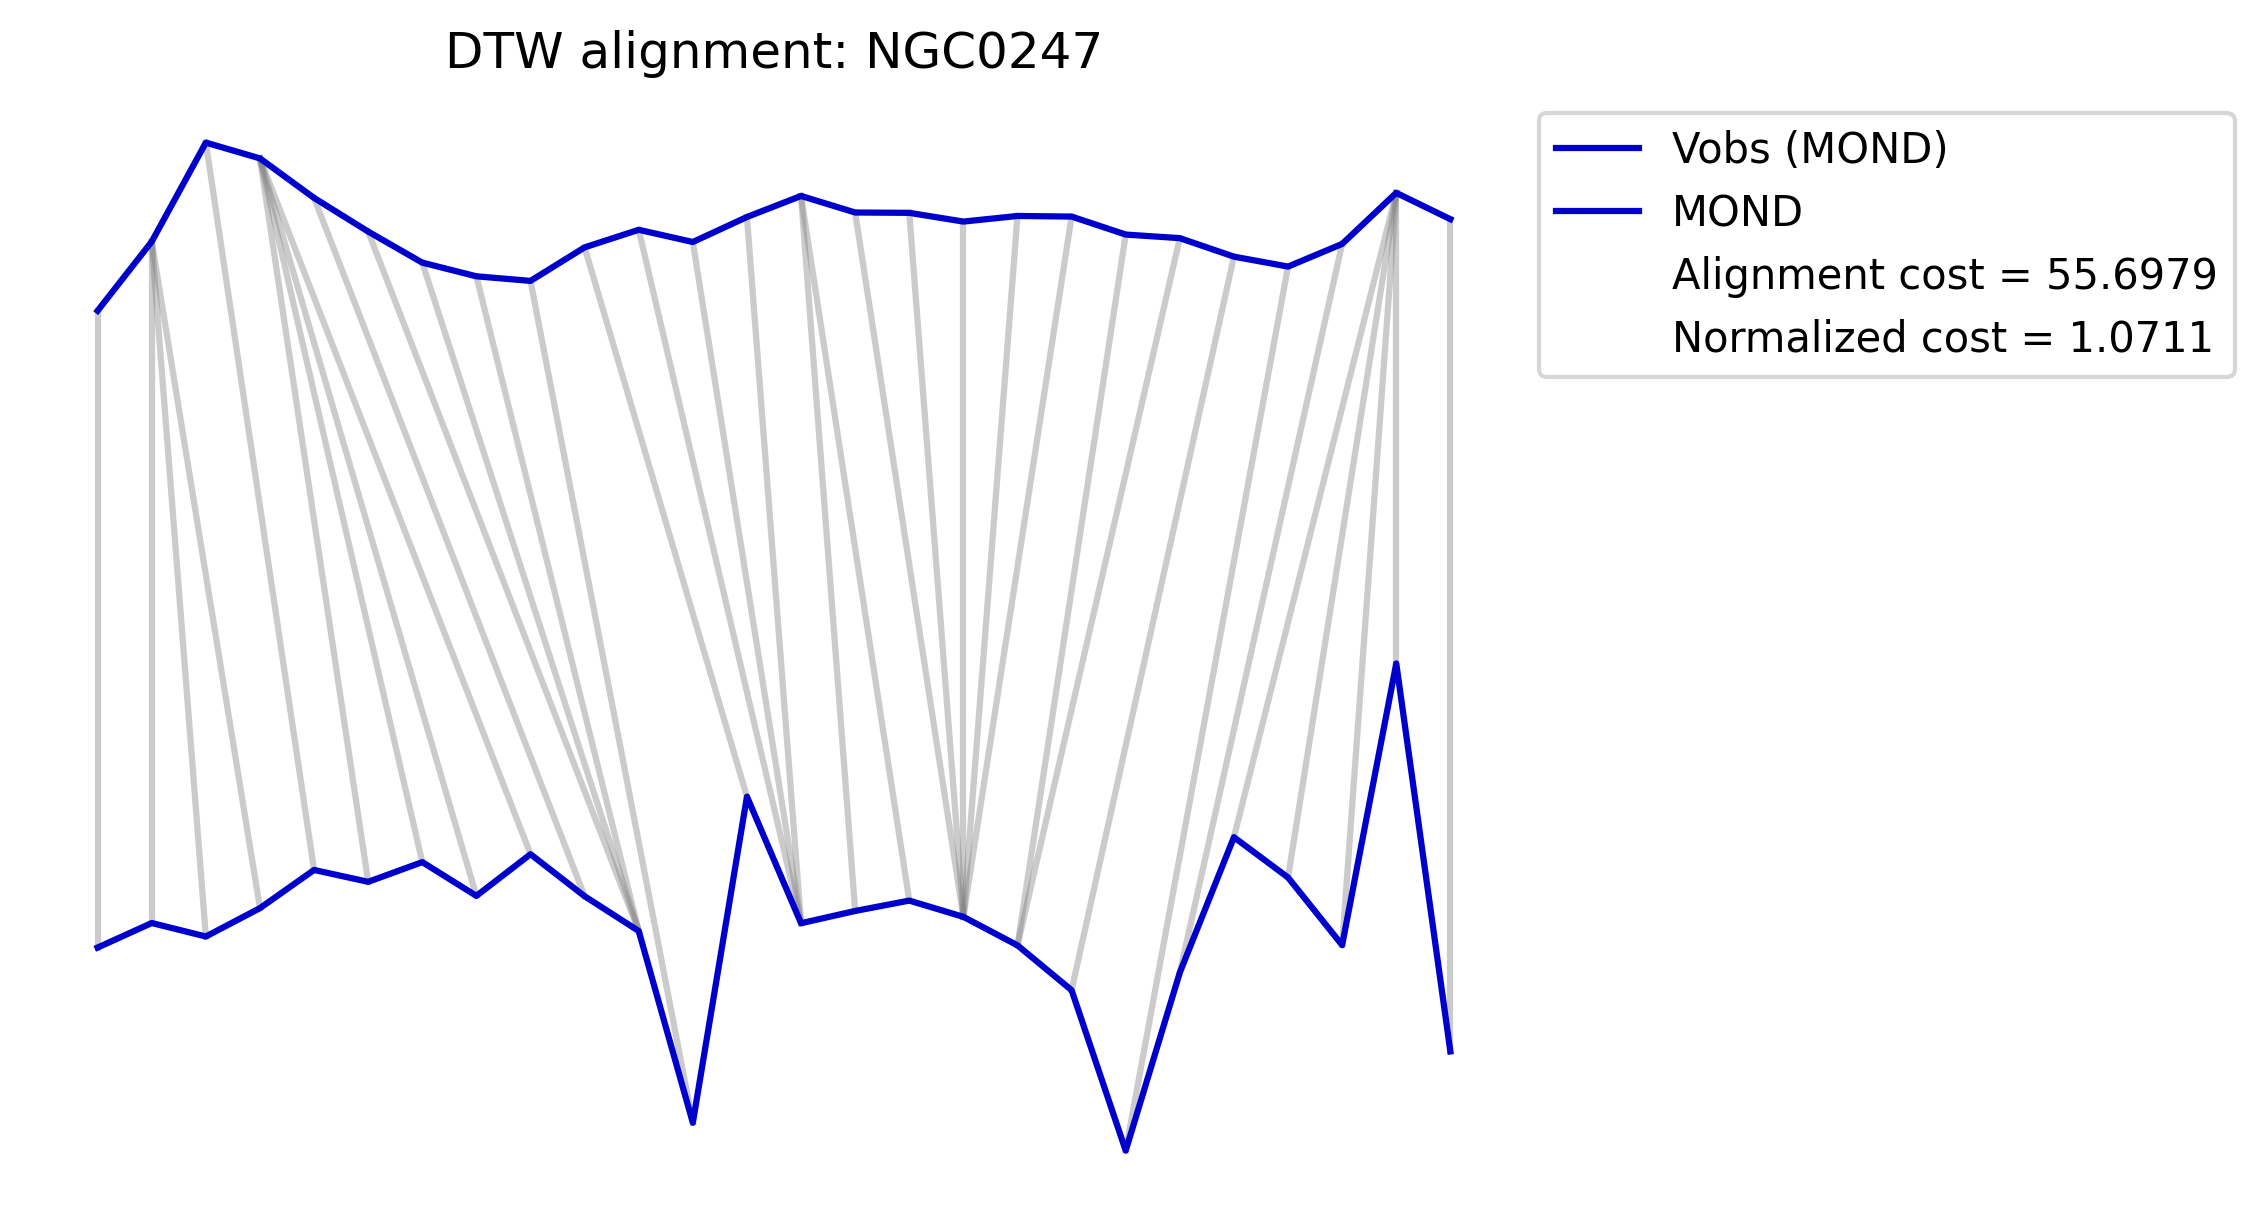 DTW alignment: NGC0247
Vobs (MOND)
MOND
Alignment cost = 55.6979
Normalized cost = 1.0711